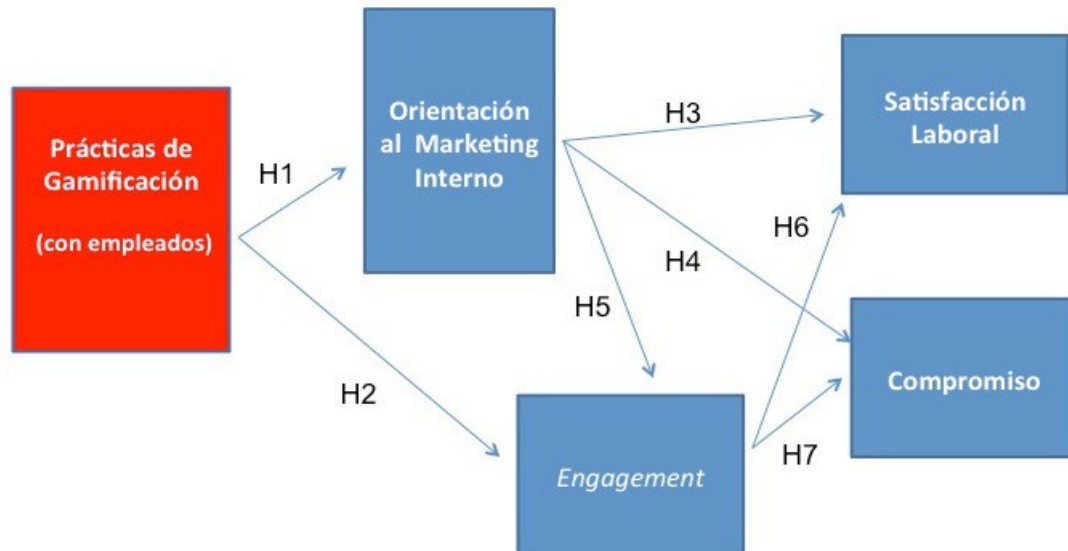 Prácticas de
Gamificación
(con empleados)
H1
H2
Orientación
al Marketing
Interno
H3
H4
H5
Satisfacción
Laboral
H6
Compromiso
H7
Engagement